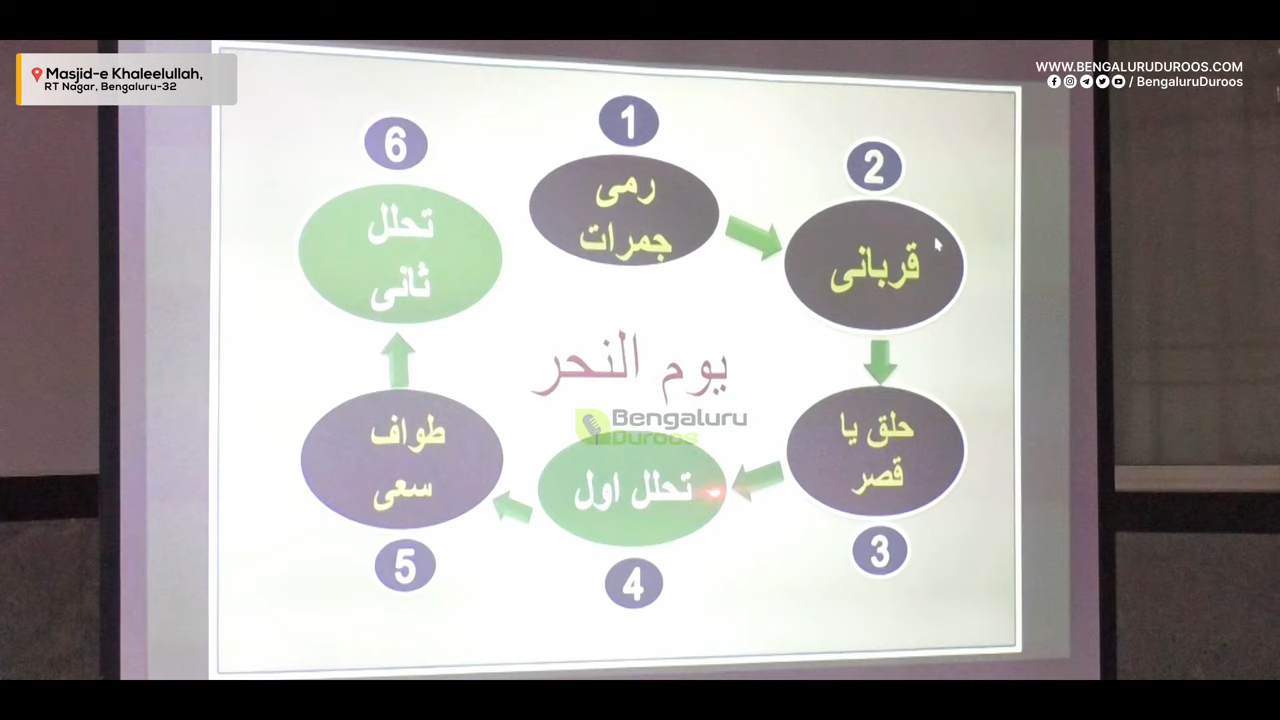 Masjid-e Khaleelullah,
RT Nagar, Bengaluru-32
WWW.BENGALURUDUROOS.COM
/ BengaluruDuroos
1
رمی
جمرات
2
قربانی
حلق یا
قصر
3
تحلل اول
4
طواف
سعی
5
6
تحلل
ثانی
يوم النحر
Bengaluru
Duroos